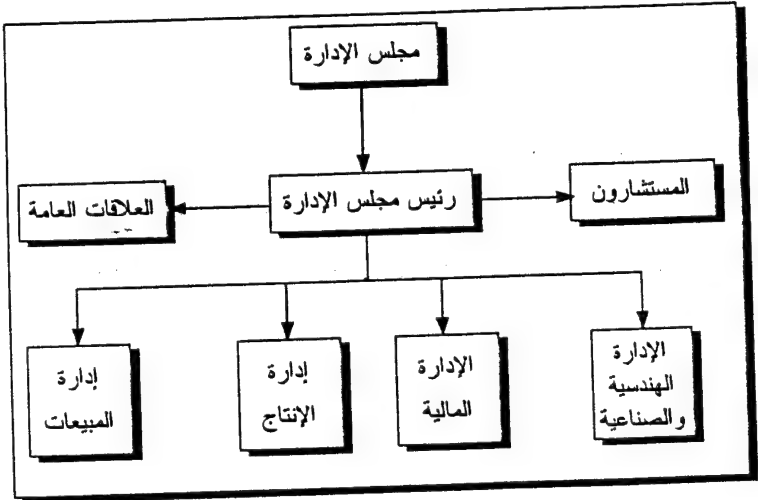 مجلس الإدارة
المستشارون
رئيس مجلس الإدارة
العلاقات العامة
الإدارة
الهندسية
والصناعية
الإدارة
المالية
إدارة
الإنتاج
إدارة
المبيعات